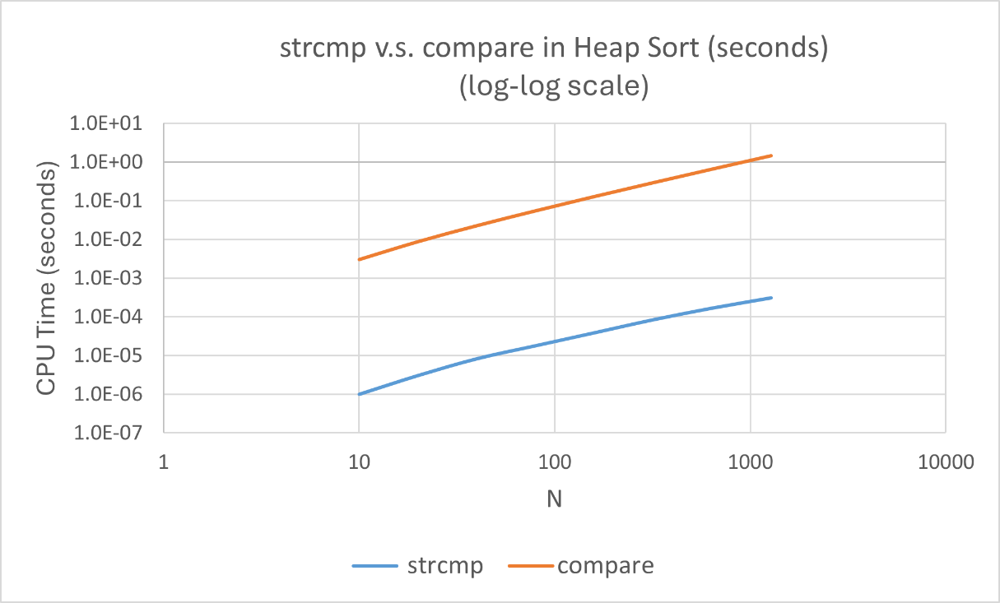 strcmp v.s. compare in Heap Sort (seconds)
(log-log scale)
CPU Time (seconds)
1.0E+01
1.0E+00
1.0E-01
1.0E-02
1.0E-03
1.0E-04
1.0E-05
1.0E-06
1.0E-07
1 10 100 1000 10000
N
strcmp compare